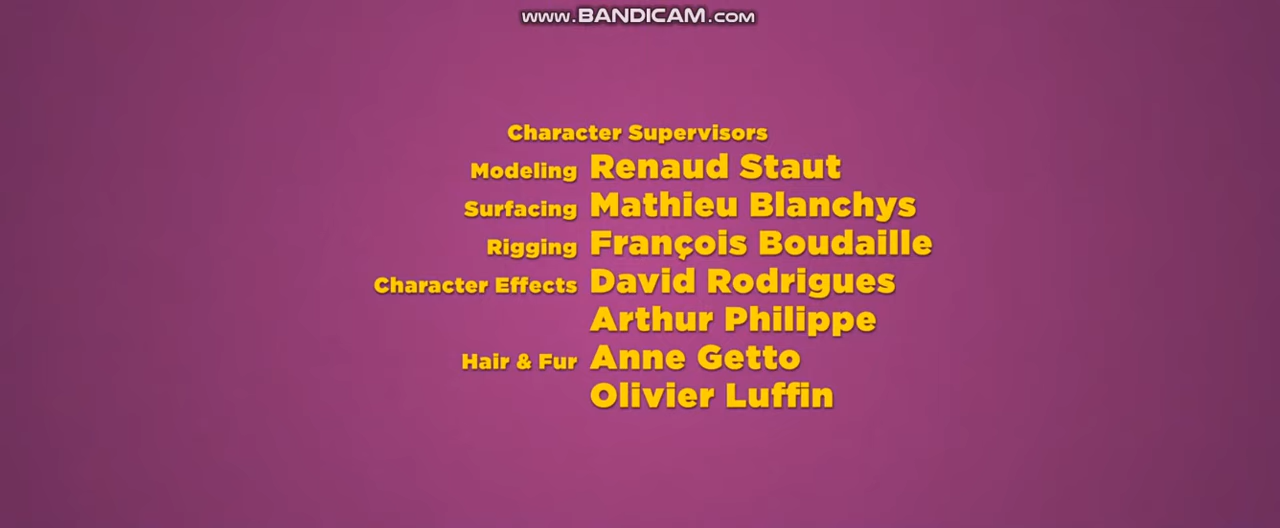 www.BANDICAM.com
Character Supervisors
Modeling Renaud Staut
Surfacing Mathieu Blanchys
Rigging François Boudaille
Character Effects David Rodrigues
Arthur Philippe
Hair & Fur Anne Getto
Olivier Luffin